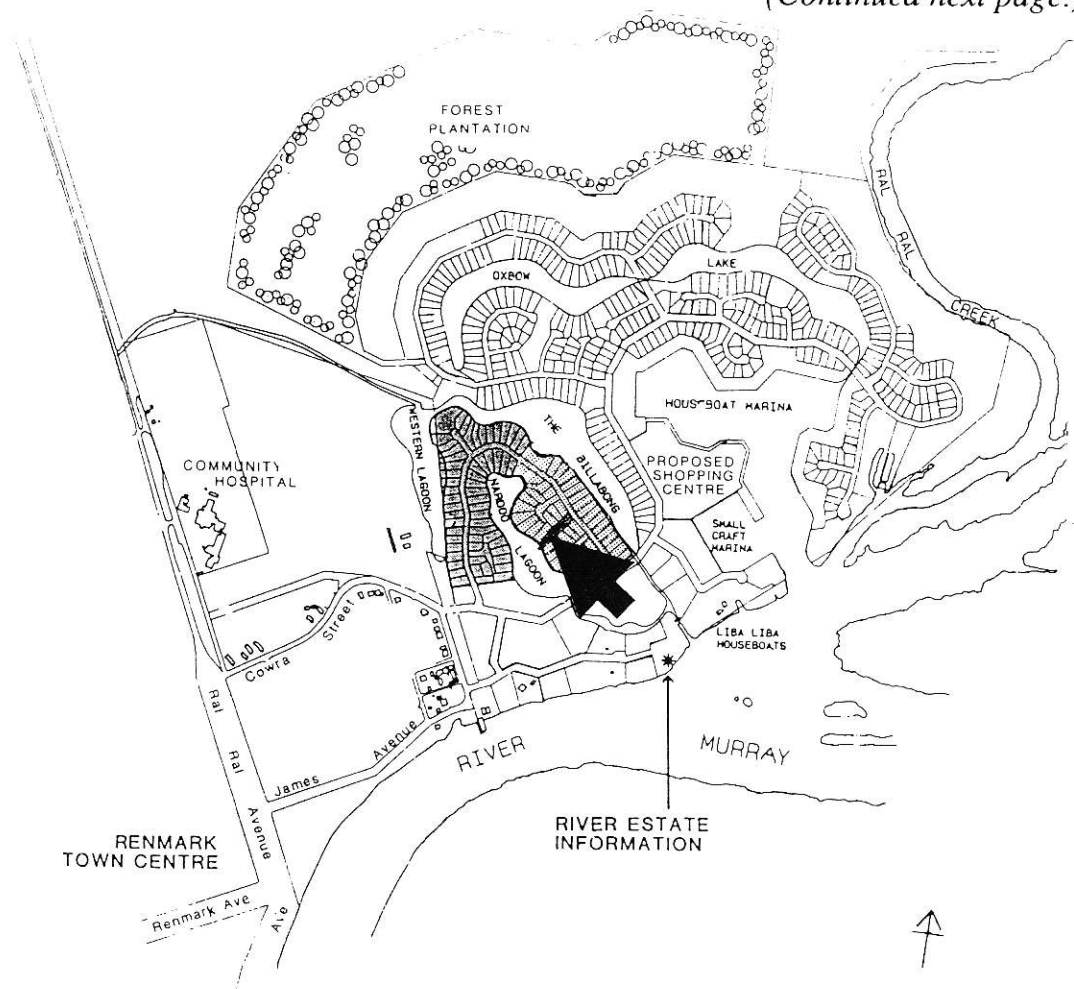 (Continued next page.)
FOREST
PLANTATION
RAL
RAL
CREEK
OXBOW
LAKE
HOUSEBOAT MARINA
WESTERN LAGOON
THE
BILLABONG
PROPOSED
SHOPPING
CENTRE
COMMUNITY
HOSPITAL
NARDOO
LAGOON
SMALL
CRAFT
MARINA
LIBA LIBA
HOUSEBOATS
Cowra
Street
Ral
Ral
Avenue
James
Avenue
RIVER
MURRAY
RIVER ESTATE
INFORMATION
RENMARK
TOWN CENTRE
Renmark Ave
Ave